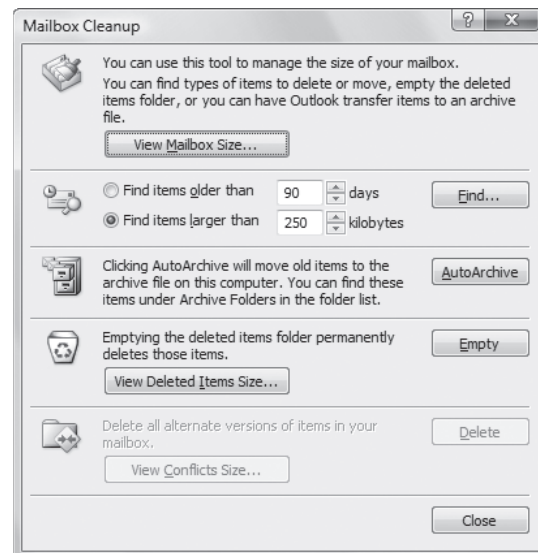 Mailbox Cleanup
You can use this tool to manage the size of your mailbox.
You can find types of items to delete or move, empty the deleted
items folder, or you can have Outlook transfer items to an archive
file.
View Mailbox Size...
Find items older than 90 days
Find...
Find items larger than 250 kilobytes
Clicking AutoArchive will move old items to the
archive file on this computer. You can find these
items under Archive Folders in the folder list.
AutoArchive
Emptying the deleted items folder permanently
deletes those items.
Empty
View Deleted Items Size...
Delete all alternate versions of items in your
mailbox.
Delete
View Conflicts Size...
Close